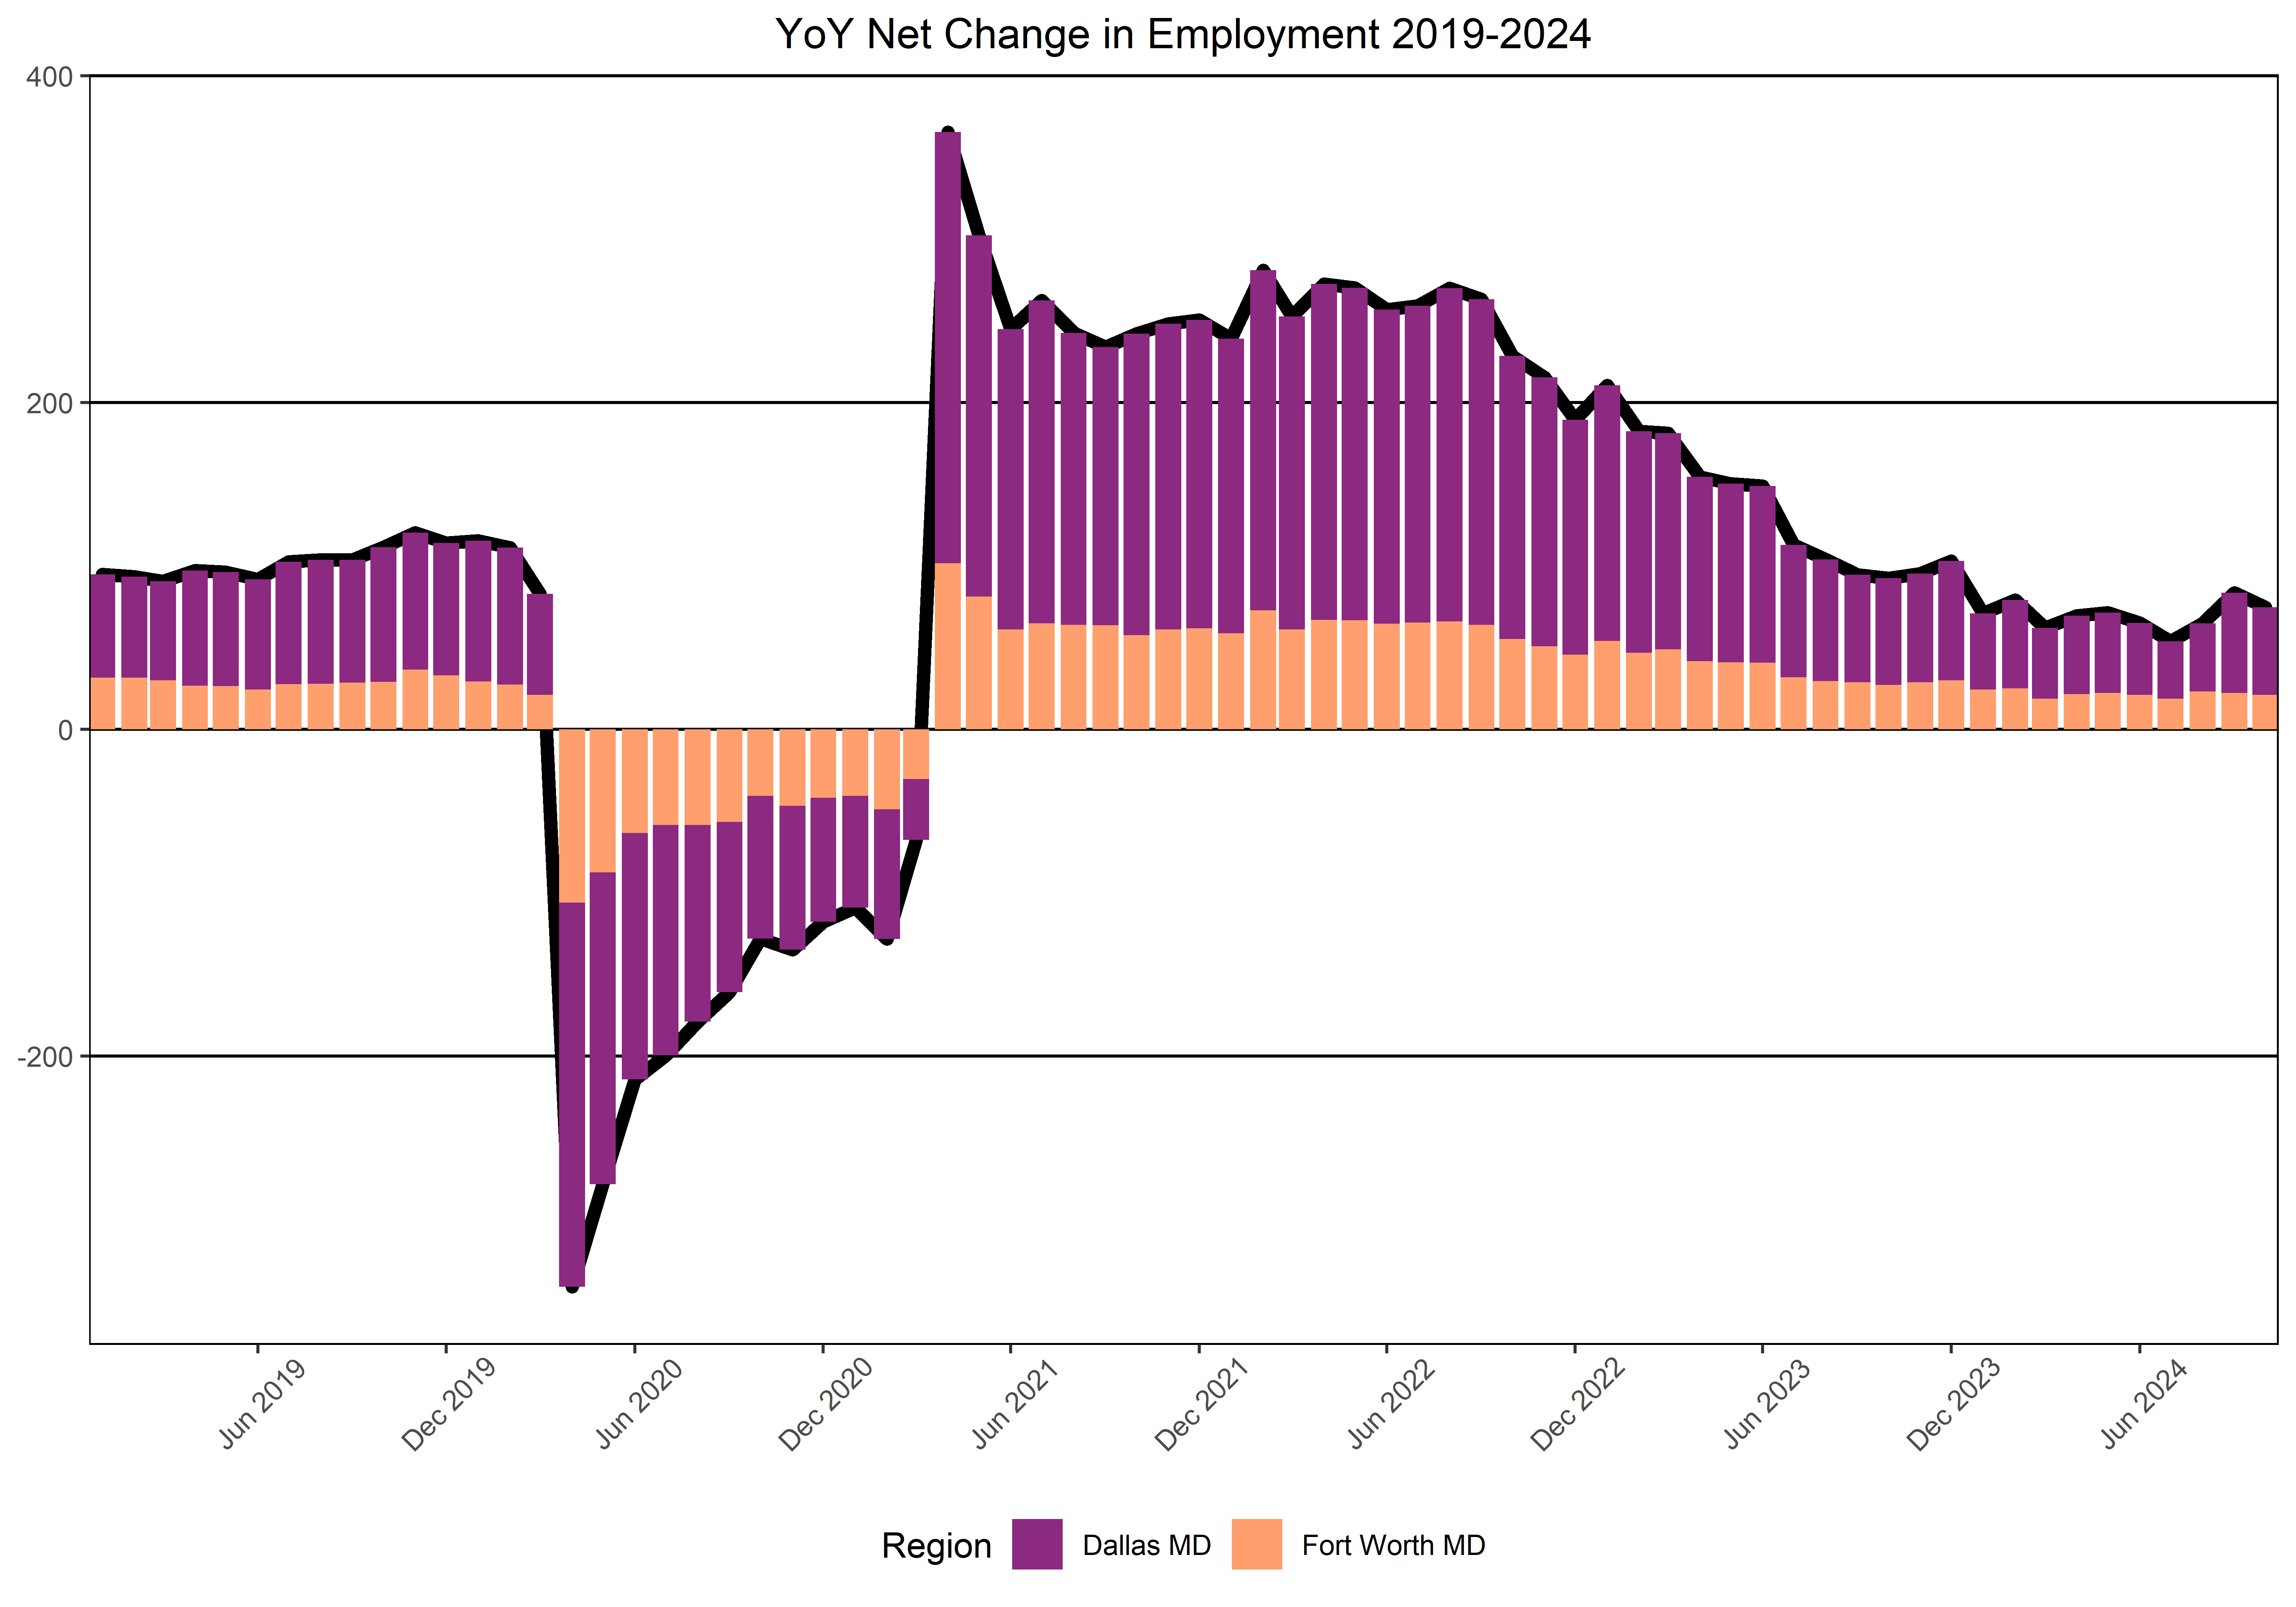 YoY Net Change in Employment 2019-2024
400
200
0
-200
Jun 2019
Dec 2019
Jun 2020
Dec 2020
Jun 2021
Dec 2021
Jun 2022
Dec 2022
Jun 2023
Dec 2023
Jun 2024
Region Dallas MD Fort Worth MD